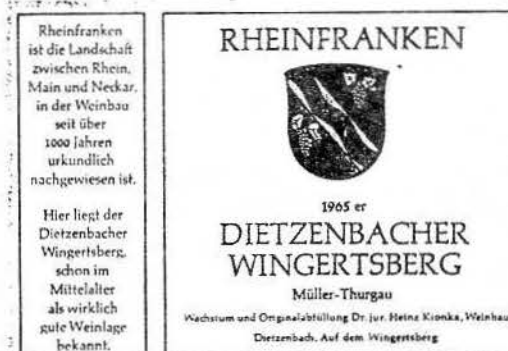 Rheinfranken
ist die Landschaft
zwischen Rhein,
Main und Neckar,
in der Weinbau
seit über
1000 Jahren
urkundlich
nachgewiesen ist.
Hier liegt der
Dietzenbacher
Wingertsberg,
schon im
Mittelalter
als wirklich
gute Weinlage
bekannt.
RHEINFRANKEN
1965 er
DIETZENBACHER
WINGERTSBERG
Müller-Thurgau
Wachstum und Originalabfüllung Dr. jur. Heinz Kronka, Weinbau
Dietzenbach, Auf dem Wingertsberg